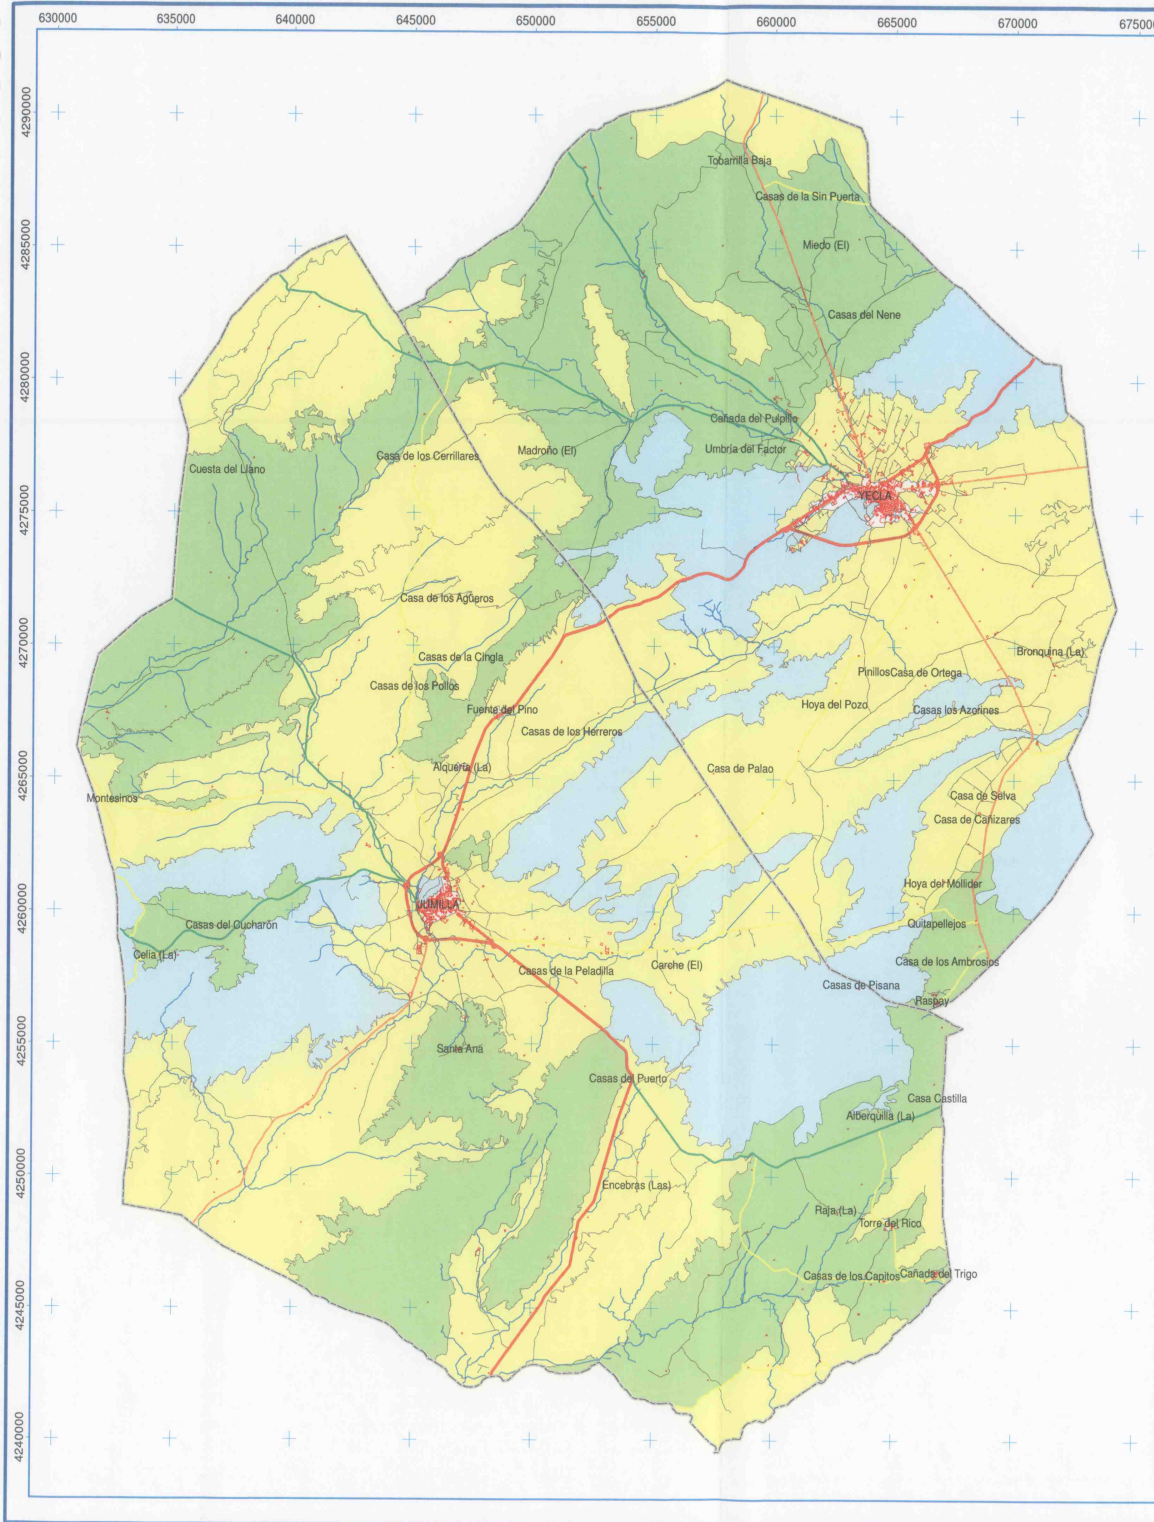 630000 635000 640000 645000 650000 655000 660000 665000 670000 675000
4290000
4285000
4280000
4275000
4270000
4265000
4260000
4255000
4250000
4245000
4240000
Tobarrilla Baja
Casas de la Sin Puerta
Miedo (El)
Casas del Nene
Cañada del Pulpillo
Umbría del Factor
Madroño (El)
Casa de los Cerrillares
Cuesta del Llano
YECLA
Casa de los Agüeros
Casas de la Cingla
Casas de los Pollos
Fuente del Pino
Casas de los Herreros
Alquería (La)
Bronquina (La)
Pinillos Casa de Ortega
Hoya del Pozo
Casas los Azorines
Casa de Palao
Casa de Selva
Casa de Cañizares
Montesinos
Hoya del Mollider
JUMILLA
Casas del Cucharón
Quitapellejos
Celia (La)
Casas de la Peladilla
Carche (El)
Casa de los Ambrosios
Casas de Pisana
Raspay
Santa Ana
Casas del Puerto
Casa Castilla
Alberquilla (La)
Encebras (Las)
Raja (La)
Torre del Rico
Casas de los Capitos
Cañada del Trigo